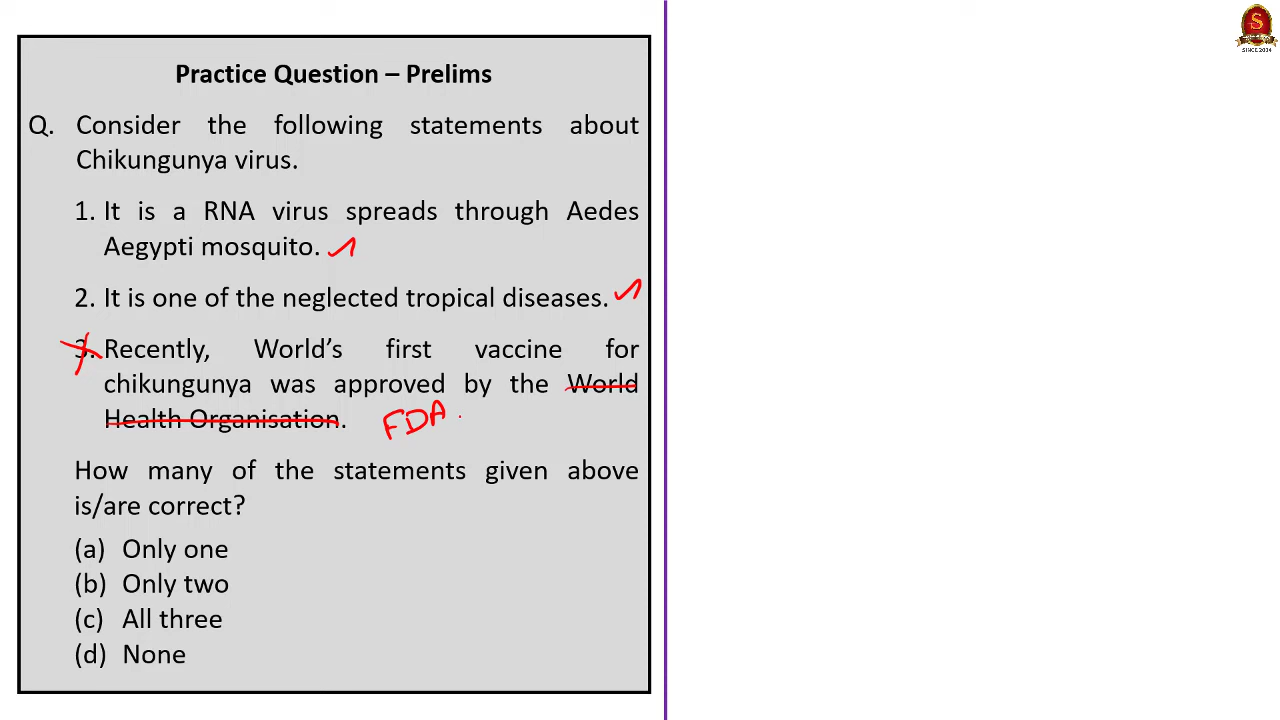 Practice Question – Prelims
Q. Consider the following statements about
Chikungunya virus.
1. It is a RNA virus spreads through Aedes
Aegypti mosquito.
2. It is one of the neglected tropical diseases.
3. Recently, World's first vaccine for
chikungunya was approved by the World
Health Organisation. FDA
How many of the statements given above
is/are correct?
(a) Only one
(b) Only two
(c) All three
(d) None
S
SINCE 2004